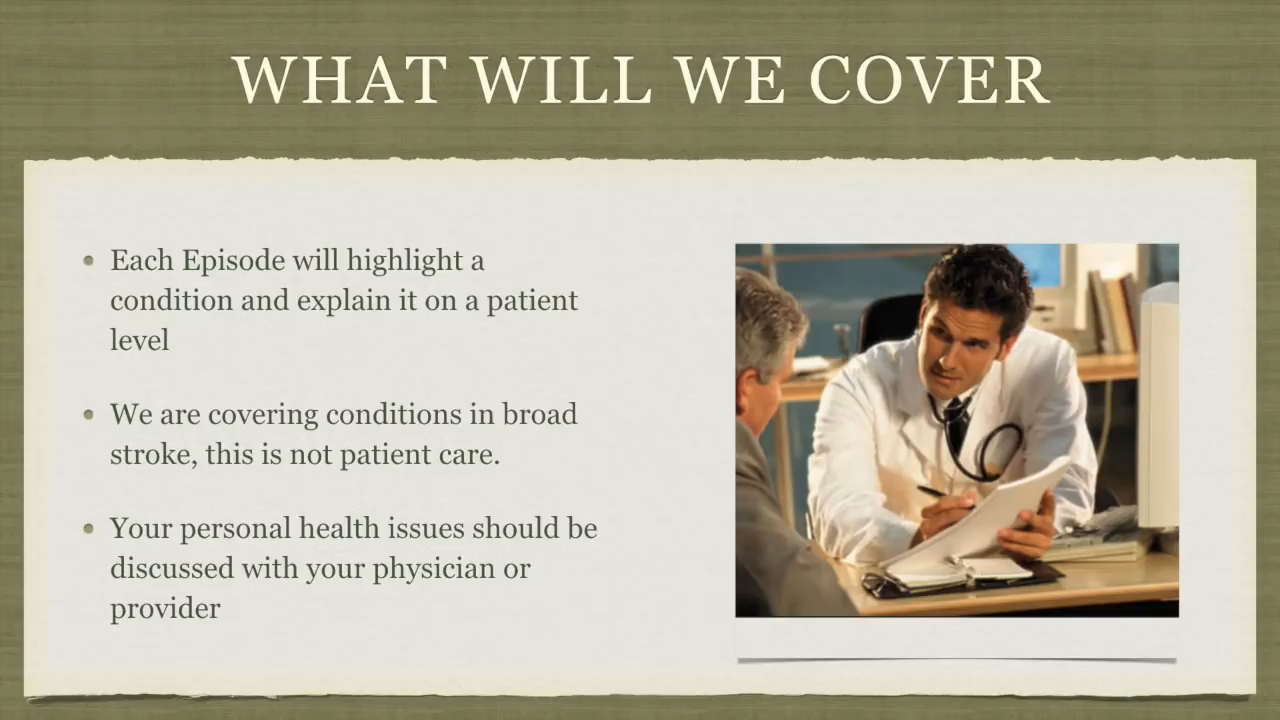 WHAT WILL WE COVER
Each Episode will highlight a
condition and explain it on a patient
level
We are covering conditions in broad
stroke, this is not patient care.
Your personal health issues should be
discussed with your physician or
provider